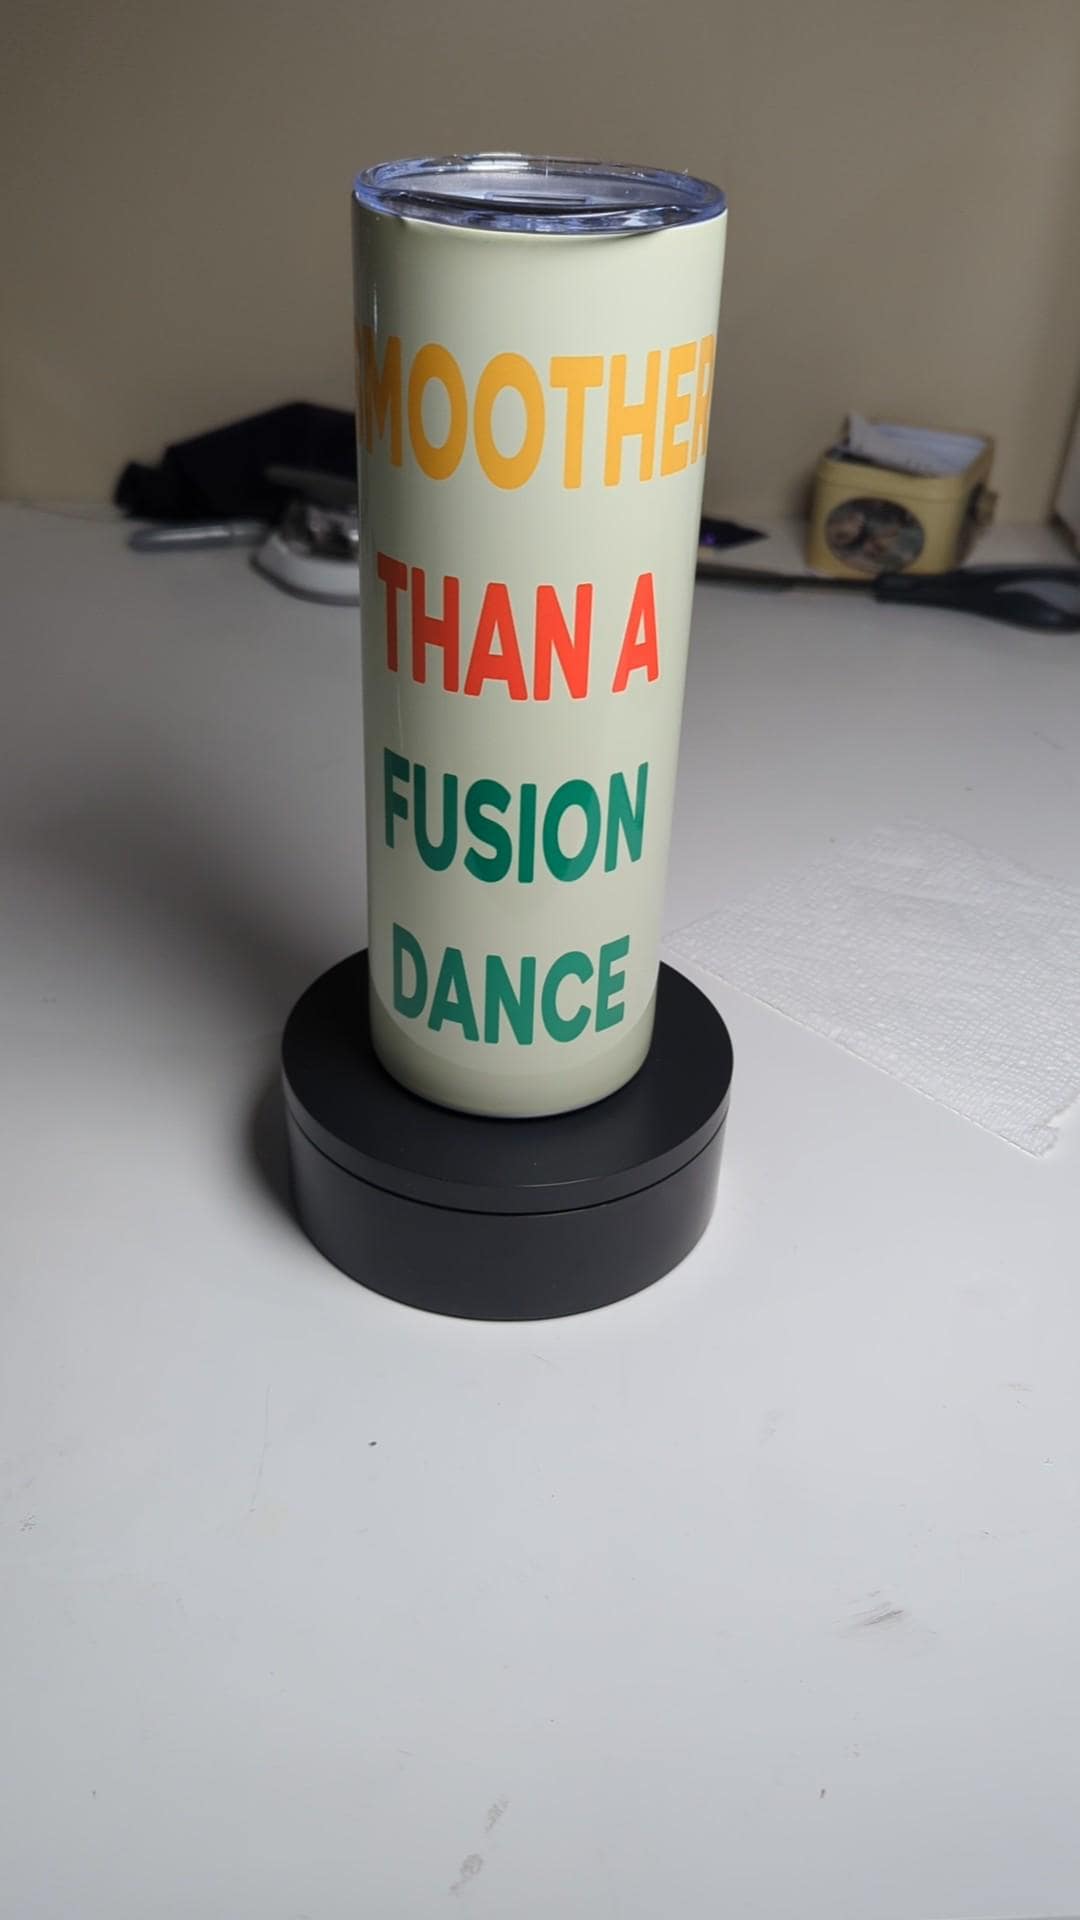 SMOOTHER
THAN A
FUSION
DANCE